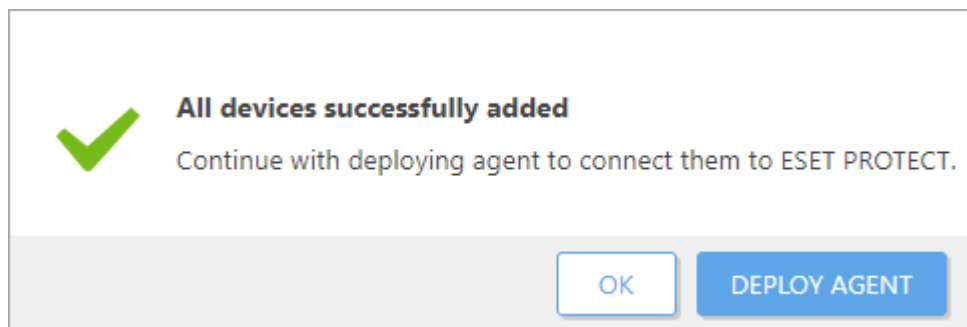 All devices successfully added
Continue with deploying agent to connect them to ESET PROTECT.
OK
DEPLOY AGENT